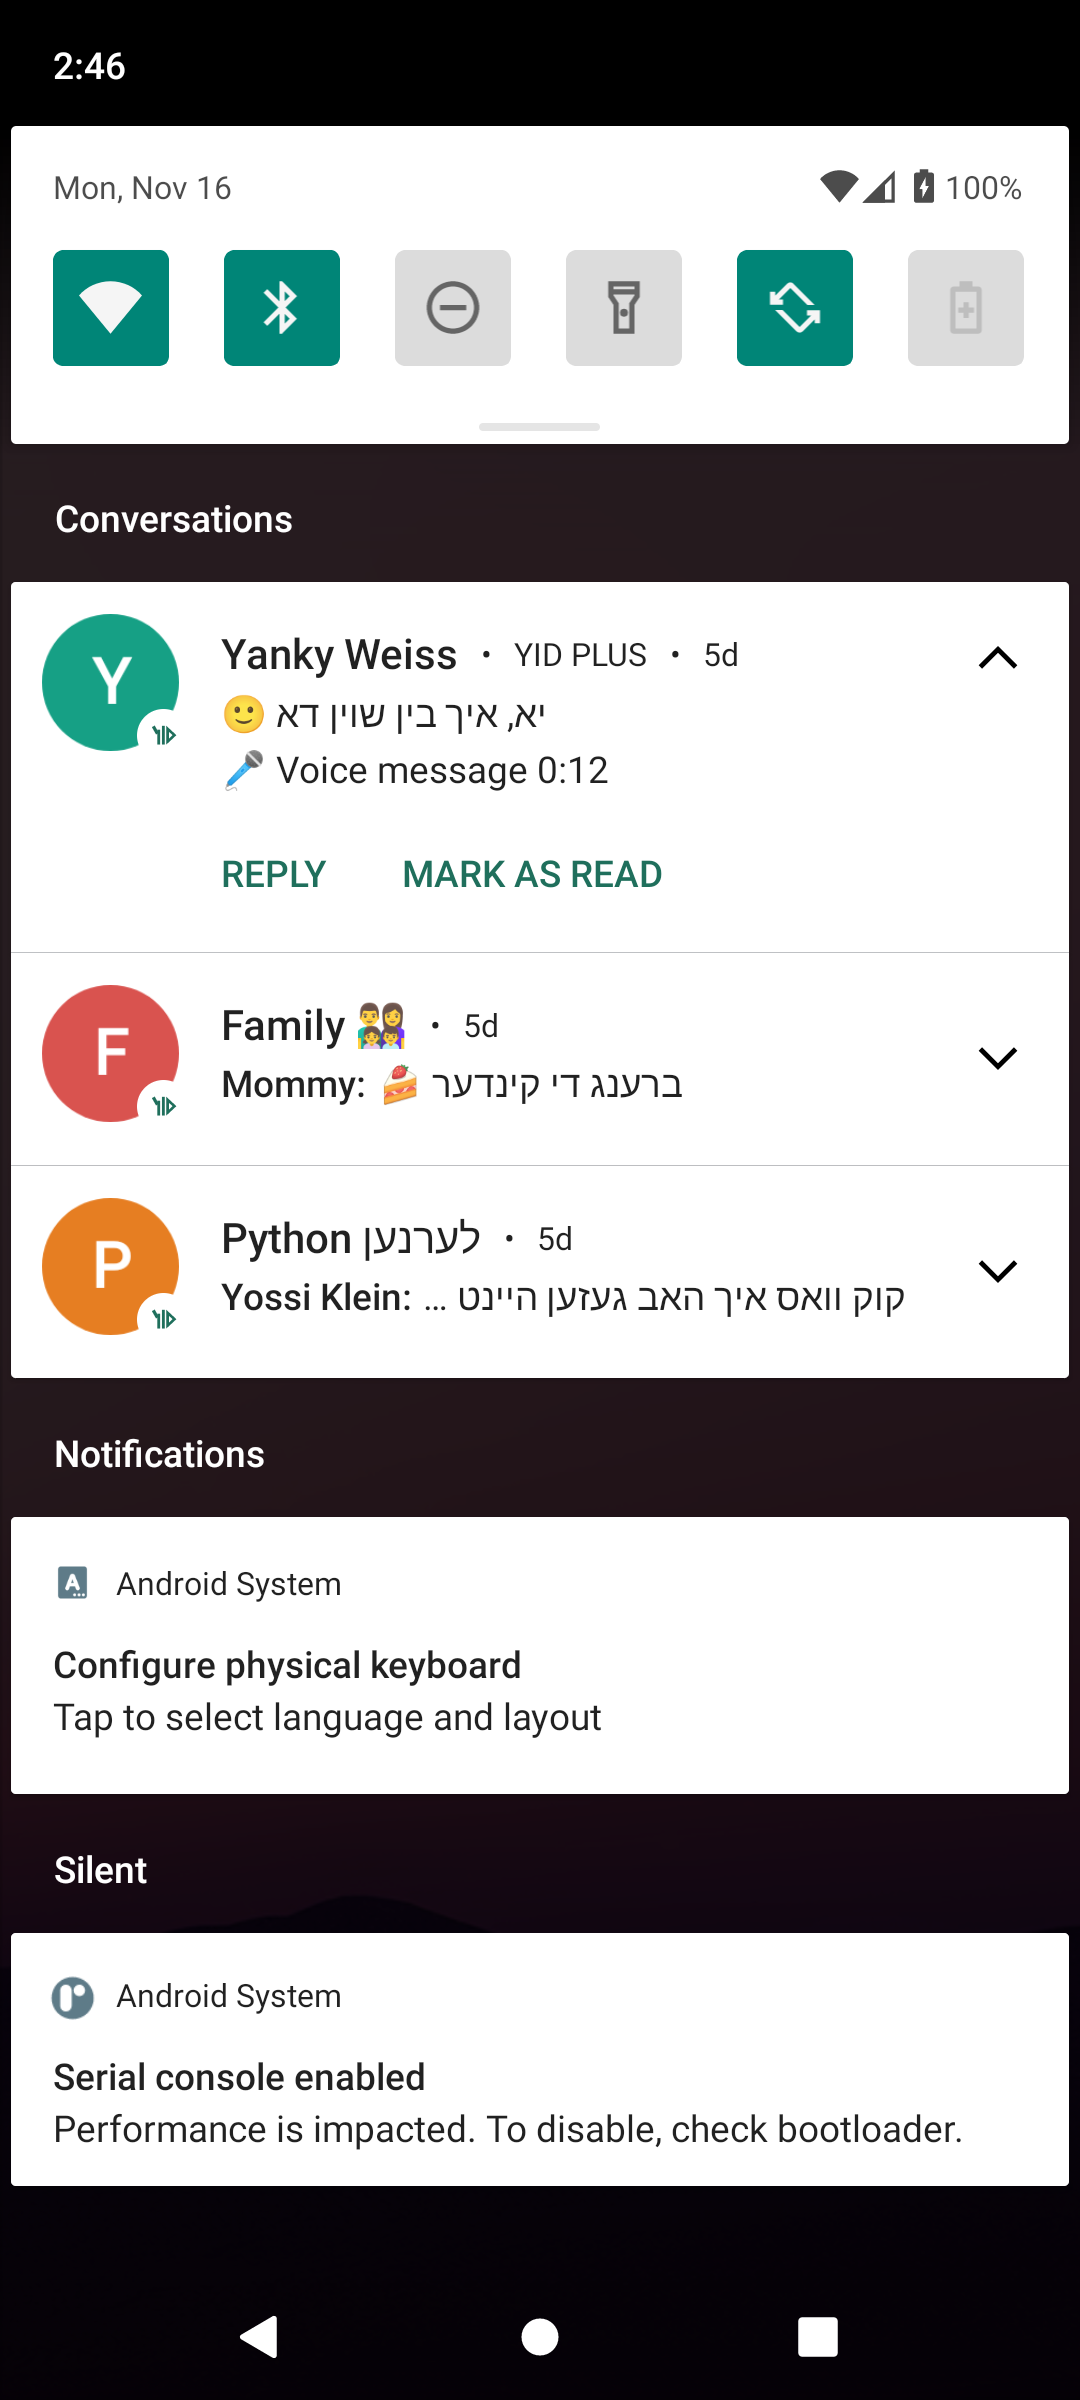 2:46
Mon, Nov 16
100%
Conversations
Yanky Weiss • YID PLUS • 5d
יא, איך בין שוין דא 🙂
🎤 Voice message 0:12
REPLY MARK AS READ
Family 👨‍👩‍👧‍👦 • 5d
Mommy: ברענג די קינדער 🍰
Python לערנען • 5d
Yossi Klein: קוק וואס איך האב געזען היינט ...
Notifications
Android System
Configure physical keyboard
Tap to select language and layout
Silent
Android System
Serial console enabled
Performance is impacted. To disable, check bootloader.